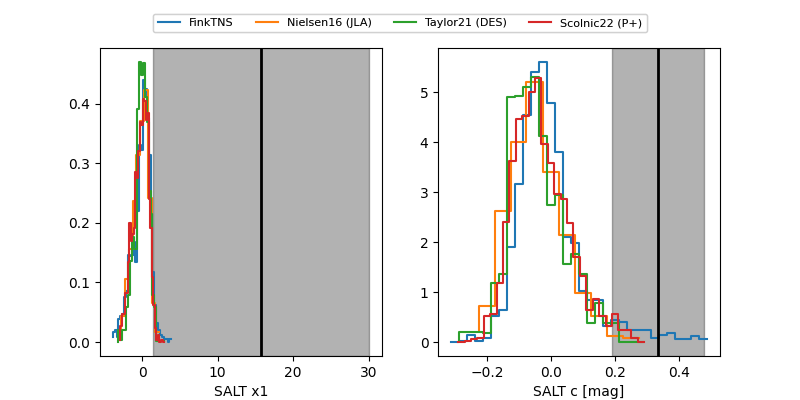 FinkTNS Nielsen16 (JLA) Taylor21 (DES) Scolnic22 (P+)
0.4
0.3
0.2
0.1
0.0
0 10 20 30
SALT x1
5
4
3
2
1
0
−0.2 0.0 0.2 0.4
SALT c [mag]